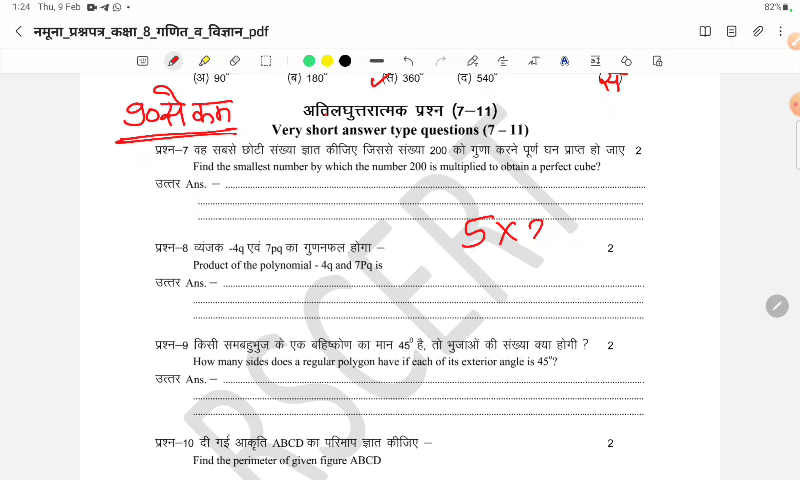 1:24 Thu, 9 Feb 82%
नमूना_प्रश्नपत्र_कक्षा_8_गणित_व_विज्ञान_pdf
(अ) 90° (ब) 180° (स) 360° (द) 540° (स)
90 से कम
अतिलघुत्तरात्मक प्रश्न (7–11)
Very short answer type questions (7 – 11)
प्रश्न–7 वह सबसे छोटी संख्या ज्ञात कीजिए जिससे संख्या 200 को गुणा करने पूर्ण घन प्राप्त हो जाए 2
Find the smallest number by which the number 200 is multiplied to obtain a perfect cube?
उत्तर Ans. –
5 x ?
प्रश्न–8 व्यंजक -4q एवं 7pq का गुणनफल होगा – 2
Product of the polynomial - 4q and 7Pq is
उत्तर Ans. –
प्रश्न–9 किसी समबहुभुज के एक बहिष्कोण का मान 45⁰ है, तो भुजाओं की संख्या क्या होगी ? 2
How many sides does a regular polygon have if each of its exterior angle is 45°?
उत्तर Ans. –
प्रश्न–10 दी गई आकृति ABCD का परिमाप ज्ञात कीजिए – 2
Find the perimeter of given figure ABCD
RSCERT